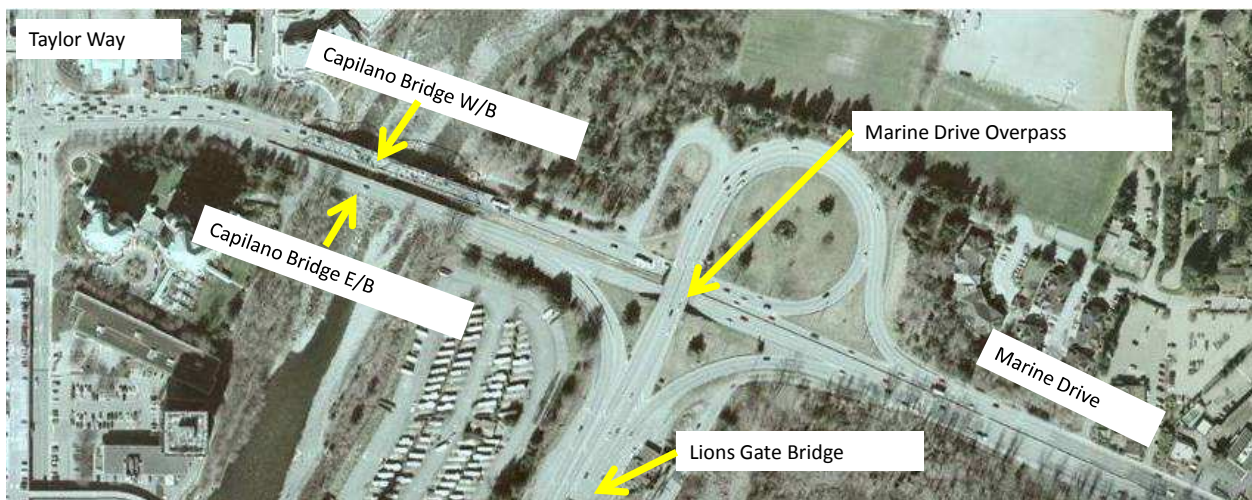 Taylor Way
Capilano Bridge W/B
Marine Drive Overpass
Capilano Bridge E/B
Marine Drive
Lions Gate Bridge